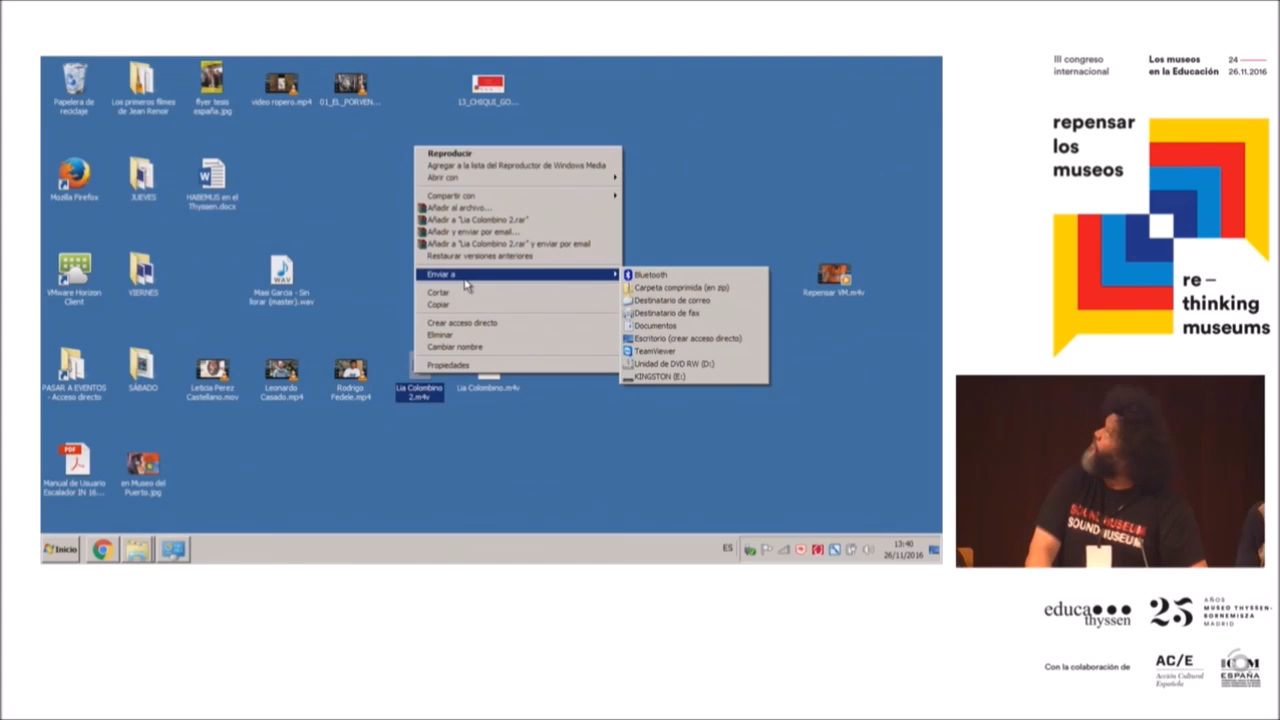 Papelera de
reciclaje
Los primeros filmes
de Jean Renoir
flyer tesis
españa.jpg
video ropero.mp4
01_EL_PORVEN...
13_CHIQUI_GO...
Mozilla Firefox
JUEVES
HABEMUS en el
Thyssen.docx
VMware Horizon
Client
VIERNES
WAV
Masi Garcia - Sin
llorar (master).wav
Repensar VM.m4v
PASAR A EVENTOS
- Acceso directo
SÁBADO
Leticia Perez
Castellano.mov
Leonardo
Casado.mp4
Rodrigo
Fedele.mp4
Lia Colombino
2.m4v
Lia Colombino.m4v
PDF
Manual de Usuario
Escalador IN 16...
en Museo del
Puerto.jpg
Reproducir
Agregar a la lista del Reproductor de Windows Media
Abrir con
Compartir con
Añadir al archivo...
Añadir a "Lia Colombino 2.rar"
Añadir y enviar por email...
Añadir a "Lia Colombino 2.rar" y enviar por email
Restaurar versiones anteriores
Enviar a
Cortar
Copiar
Crear acceso directo
Eliminar
Cambiar nombre
Propiedades
Bluetooth
Carpeta comprimida (en zip)
Destinatario de correo
Destinatario de fax
Documentos
Escritorio (crear acceso directo)
TeamViewer
Unidad de DVD RW (D:)
KINGSTON (E:)
Inicio
ES
13:40
26/11/2016
III congreso
internacional
Los museos
en la Educación
24
26.11.2016
repensar
los
museos
re –
thinking
museums
SOUND MUSEUM
SOUND MUSEUM
educa
thyssen
25
AÑOS
MUSEO THYSSEN-
BORNEMISZA
MADRID
Con la colaboración de
AC/E
Acción Cultural
Española
ICOM
ESPAÑA